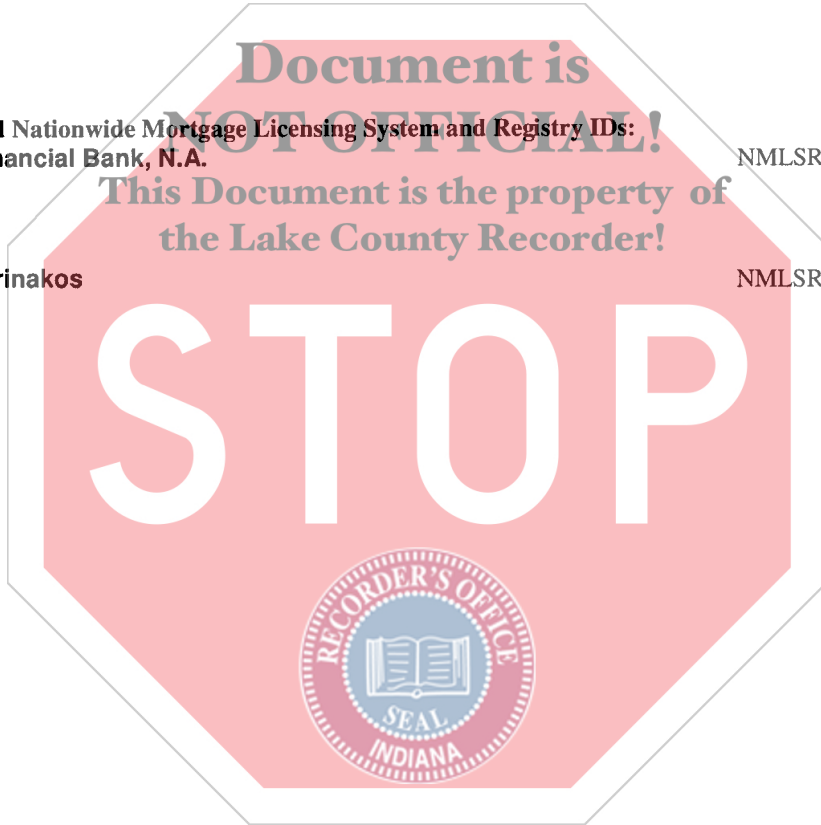 Document is
l Nationwide Mortgage Licensing System and Registry IDs:
NOT OFFICIAL!
ancial Bank, N.A.
NMLSR
This Document is the property of
the Lake County Recorder!
rinakos
NMLSR
STOP
RECORDER'S OFFICE
SEAL
INDIANA